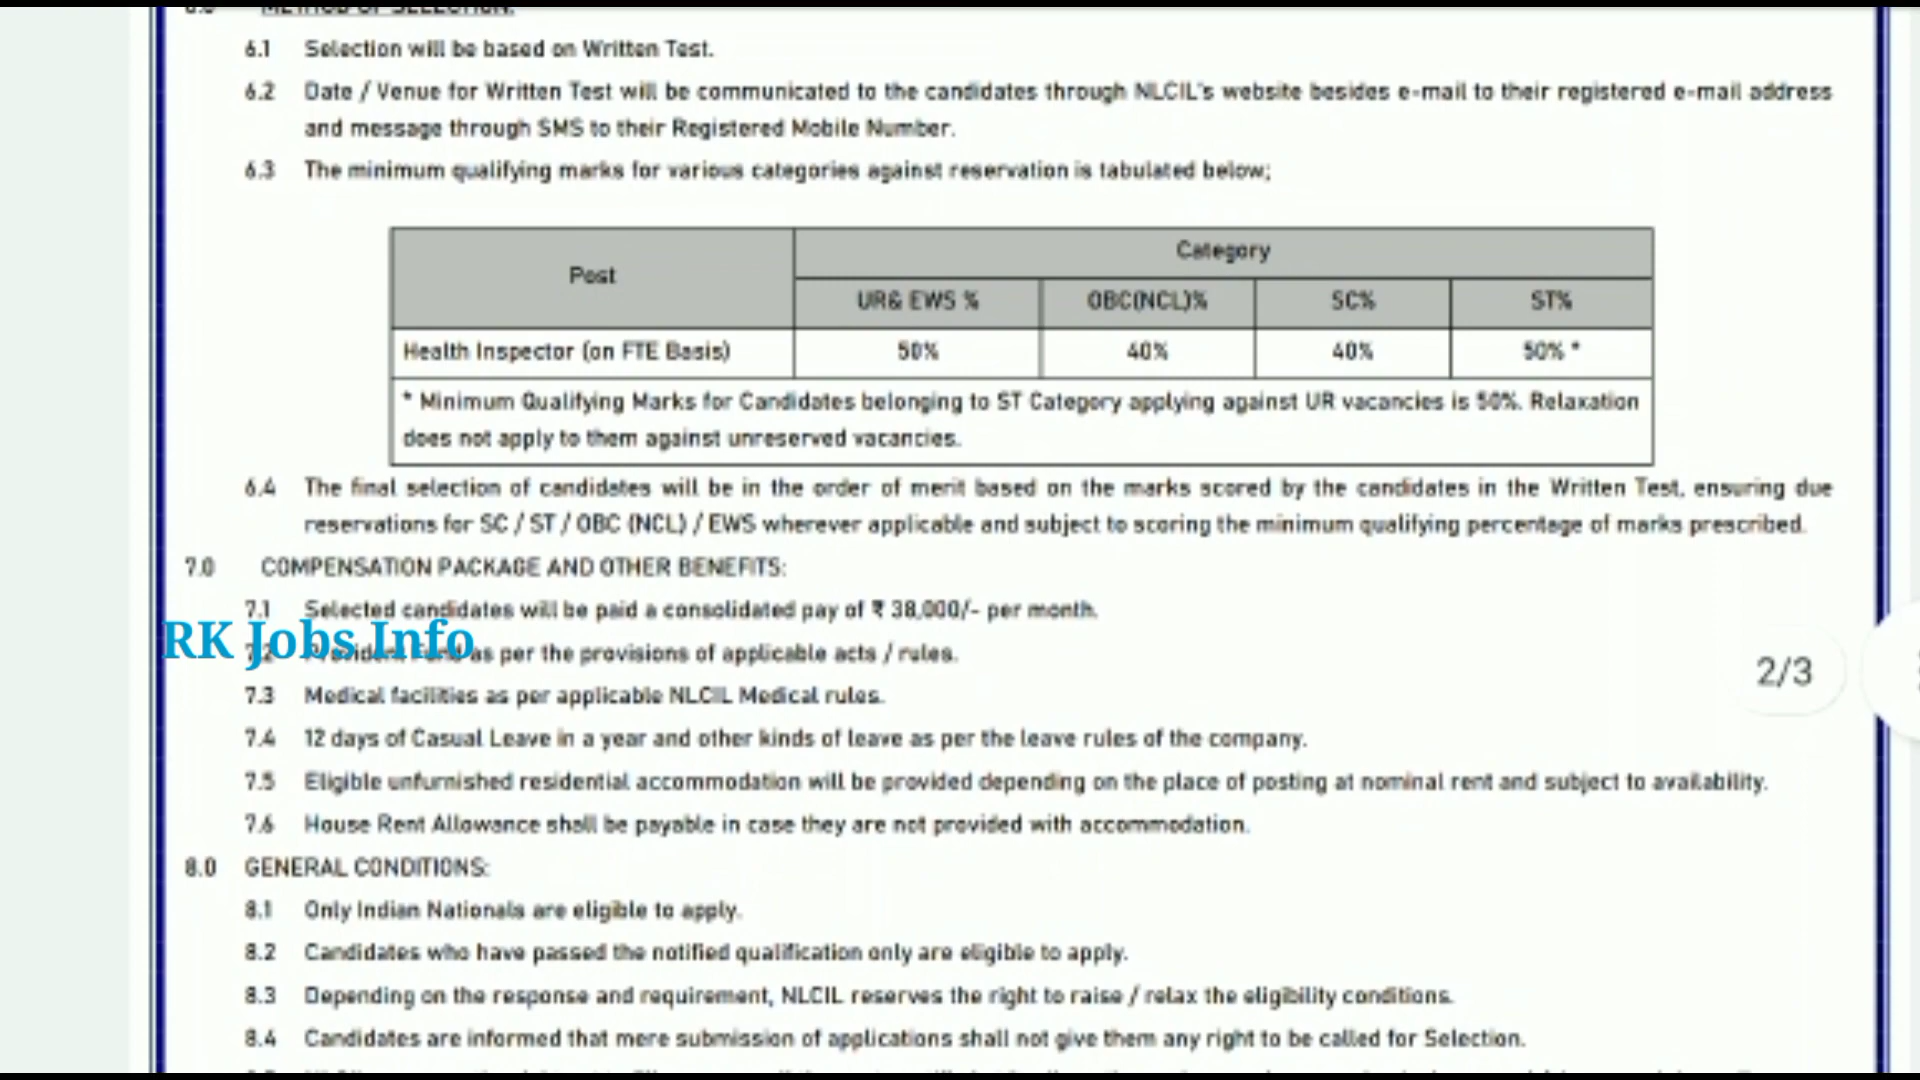 METHOD OF SELECTION:
6.1 Selection will be based on Written Test.
6.2 Date / Venue for Written Test will be communicated to the candidates through NLCIL's website besides e-mail to their registered e-mail address
and message through SMS to their Registered Mobile Number.
6.3 The minimum qualifying marks for various categories against reservation is tabulated below;
Post
Category
UR& EWS % OBC(NCL)% SC% ST%
Health Inspector (on FTE Basis) 50% 40% 40% 50% *
* Minimum Qualifying Marks for Candidates belonging to ST Category applying against UR vacancies is 50%. Relaxation
does not apply to them against unreserved vacancies.
6.4 The final selection of candidates will be in the order of merit based on the marks scored by the candidates in the Written Test, ensuring due
reservations for SC / ST / OBC (NCL) / EWS wherever applicable and subject to scoring the minimum qualifying percentage of marks prescribed.
7.0 COMPENSATION PACKAGE AND OTHER BENEFITS:
7.1 Selected candidates will be paid a consolidated pay of ₹ 38,000/- per month.
RK Jobs Info
7.2 Provident Fund as per the provisions of applicable acts / rules.
2/3
7.3 Medical facilities as per applicable NLCIL Medical rules.
7.4 12 days of Casual Leave in a year and other kinds of leave as per the leave rules of the company.
7.5 Eligible unfurnished residential accommodation will be provided depending on the place of posting at nominal rent and subject to availability.
7.6 House Rent Allowance shall be payable in case they are not provided with accommodation.
8.0 GENERAL CONDITIONS:
8.1 Only Indian Nationals are eligible to apply.
8.2 Candidates who have passed the notified qualification only are eligible to apply.
8.3 Depending on the response and requirement, NLCIL reserves the right to raise / relax the eligibility conditions.
8.4 Candidates are informed that mere submission of applications shall not give them any right to be called for Selection.